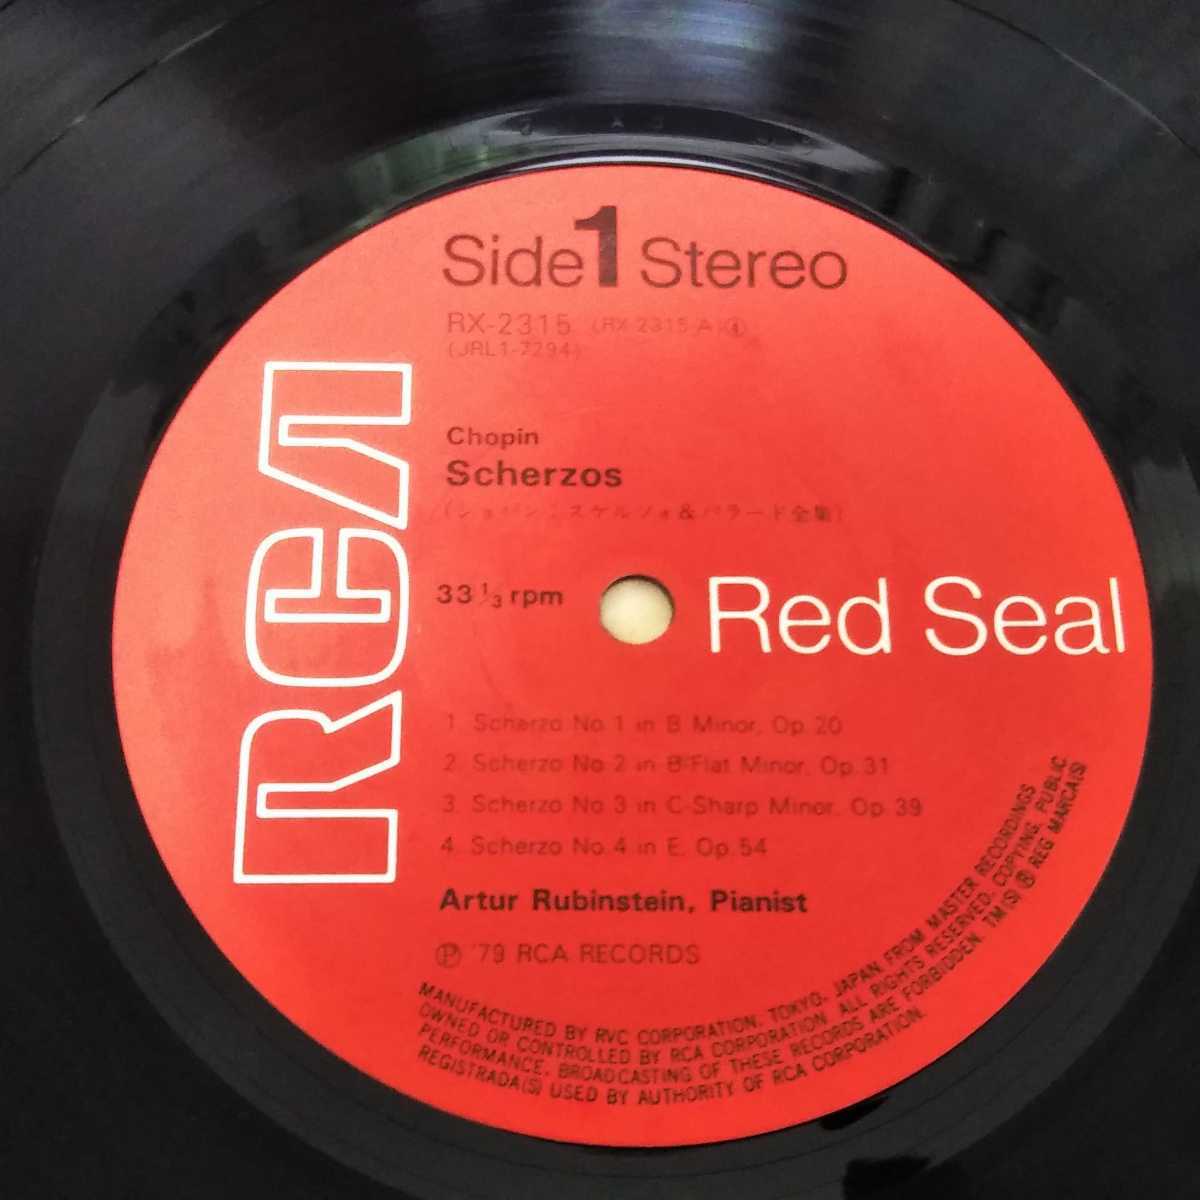 Side 1 Stereo
RX-2315 (RX-2315-A) ④
(JRL1-7294)
RCA
Chopin
Scherzos
(ショパン:スケルツォ&バラード全集)
33 1/3 rpm
Red Seal
1. Scherzo No.1 in B Minor, Op.20
2. Scherzo No.2 in B-Flat Minor, Op.31
3. Scherzo No.3 in C-Sharp Minor, Op.39
4. Scherzo No.4 in E, Op.54
Artur Rubinstein, Pianist
Ⓟ '79 RCA RECORDS
MANUFACTURED BY RVC CORPORATION, TOKYO, JAPAN FROM MASTER RECORDINGS
OWNED OR CONTROLLED BY RCA CORPORATION. ALL RIGHTS RESERVED. COPYING, PUBLIC
PERFORMANCE, BROADCASTING OF THESE RECORDS ARE FORBIDDEN. TM(S) ® REG MARCA(S)
REGISTRADA(S) USED BY AUTHORITY OF RCA CORPORATION.